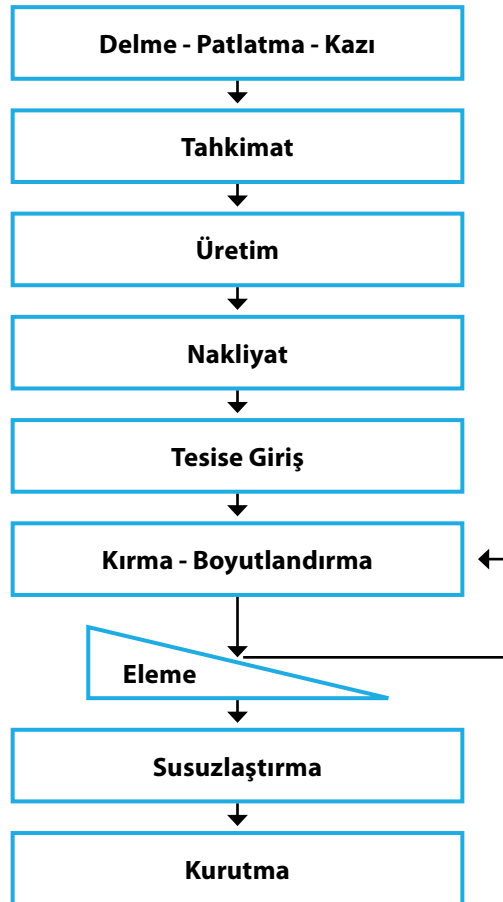 Delme - Patlatma - Kazı
Tahkimat
Üretim
Nakliyat
Tesise Giriş
Kırma - Boyutlandırma
Eleme
Susuzlaştırma
Kurutma